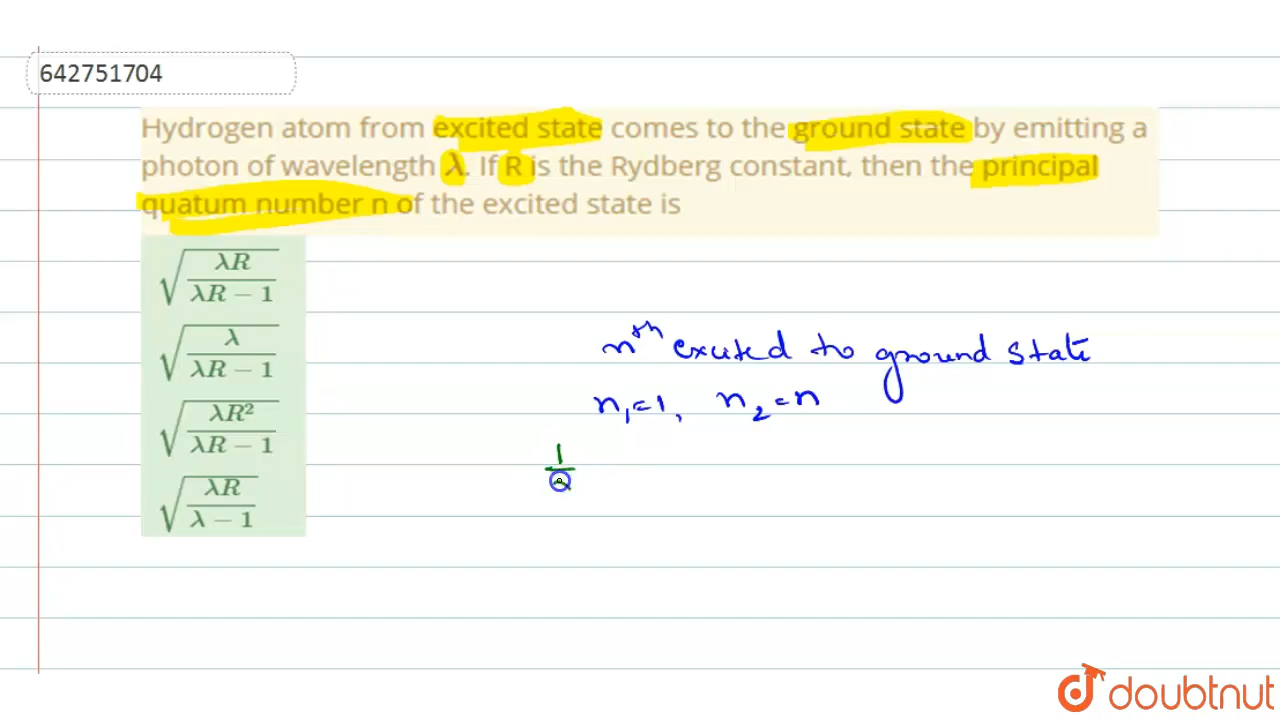 642751704
Hydrogen atom from excited state comes to the ground state by emitting a
photon of wavelength λ. If R is the Rydberg constant, then the principal
quatum number n of the excited state is
√(λR/(λR − 1))
√(λ/(λR − 1))
√(λR²/(λR − 1))
√(λR/(λ − 1))
nth excited to ground state
n₁=1, n₂=n
1
doubtnut